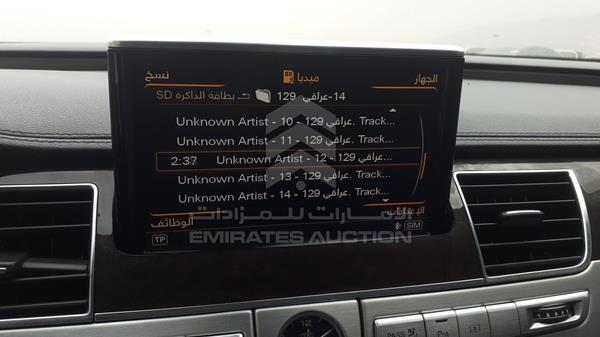 نسخ
ميديا
الجهاز
بطاقة الذاكرة SD
14-عراقي 129
Unknown Artist - 10 - 129 عراقي. Track...
Unknown Artist - 11 - 129 عراقي. Track...
2:37 Unknown Artist - 12 - 129 عراقي...
Unknown Artist - 13 - 129 عراقي. Track...
Unknown Artist - 14 - 129 عراقي. Track...
الوظائف
الإعدادات
TP
SIM
الإمارات للمزادات
EMIRATES AUCTION
PASS